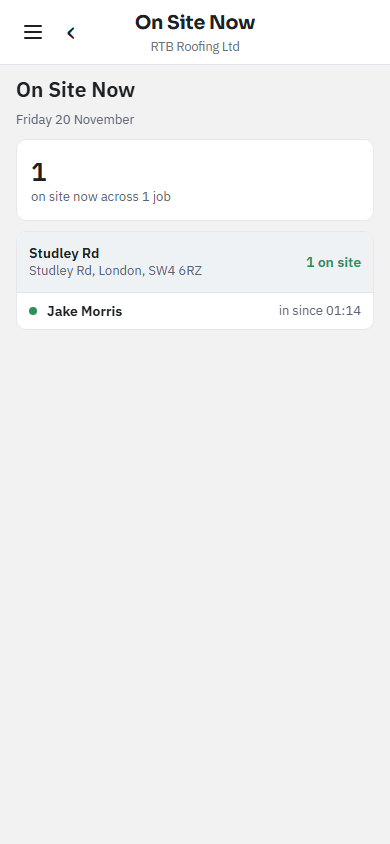 On Site Now
RTB Roofing Ltd
On Site Now
Friday 20 November
1
on site now across 1 job
Studley Rd
Studley Rd, London, SW4 6RZ
1 on site
Jake Morris
in since 01:14